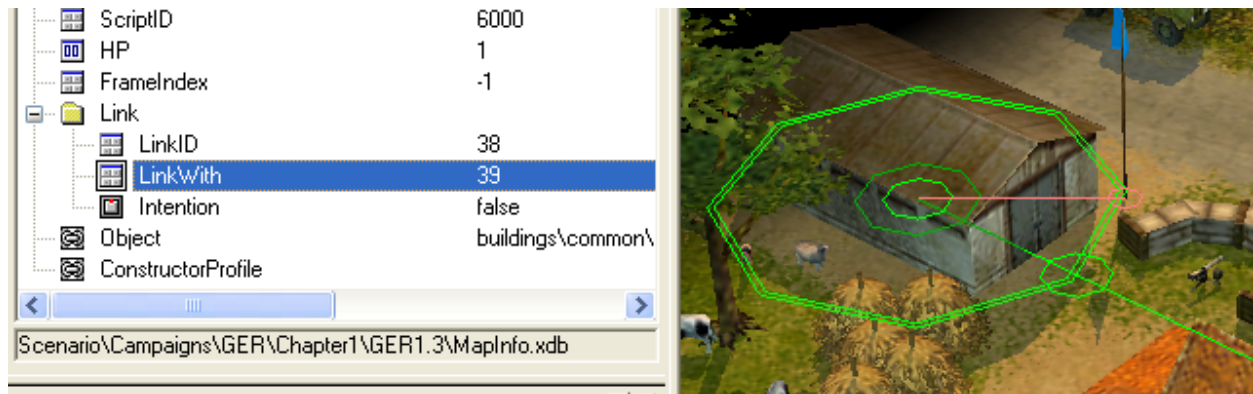 ScriptID 6000
HP 1
FrameIndex -1
Link
LinkID 38
LinkWith 39
Intention false
Object buildings\common\
ConstructorProfile
Scenario\Campaigns\GER\Chapter1\GER1.3\MapInfo.xdb